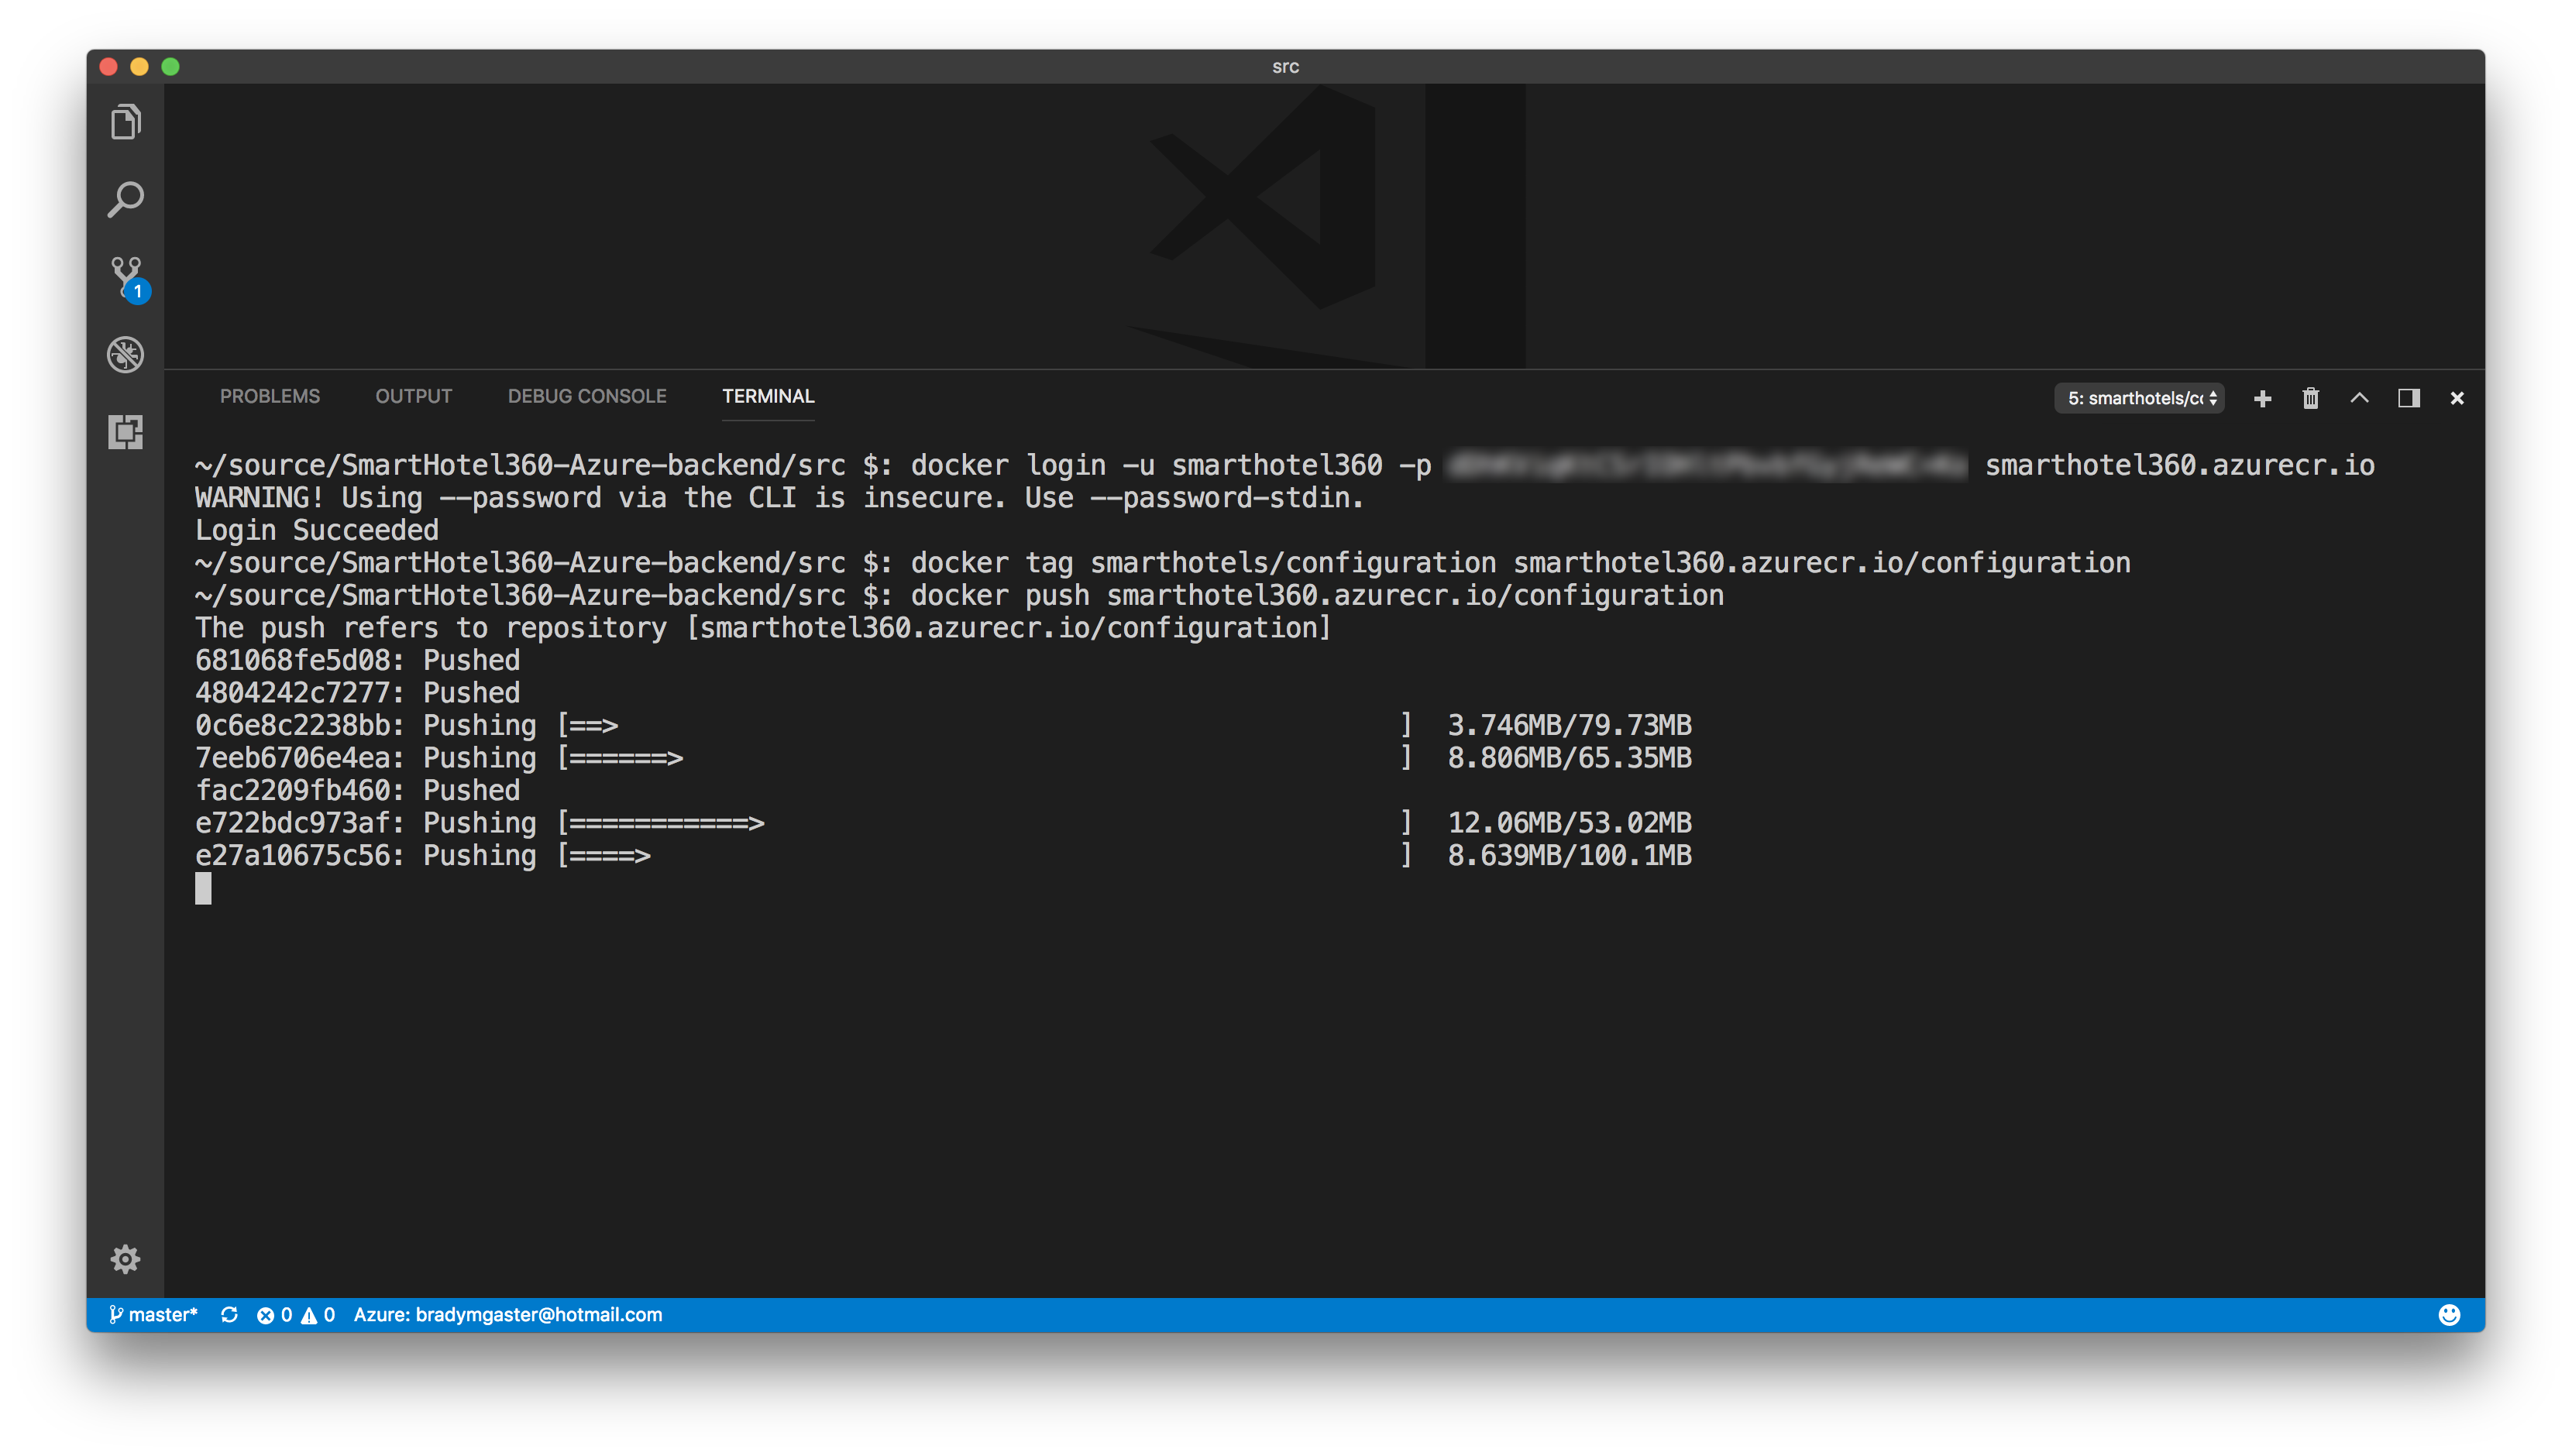 src
1
PROBLEMS OUTPUT DEBUG CONSOLE TERMINAL 5: smarthotels/co
~/source/SmartHotel360-Azure-backend/src $: docker login -u smarthotel360 -p smarthotel360.azurecr.io
WARNING! Using --password via the CLI is insecure. Use --password-stdin.
Login Succeeded
~/source/SmartHotel360-Azure-backend/src $: docker tag smarthotels/configuration smarthotel360.azurecr.io/configuration
~/source/SmartHotel360-Azure-backend/src $: docker push smarthotel360.azurecr.io/configuration
The push refers to repository [smarthotel360.azurecr.io/configuration]
681068fe5d08: Pushed
4804242c7277: Pushed
0c6e8c2238bb: Pushing [==> ] 3.746MB/79.73MB
7eeb6706e4ea: Pushing [======> ] 8.806MB/65.35MB
fac2209fb460: Pushed
e722bdc973af: Pushing [===========> ] 12.06MB/53.02MB
e27a10675c56: Pushing [====> ] 8.639MB/100.1MB
master* 0 0 Azure: bradymgaster@hotmail.com